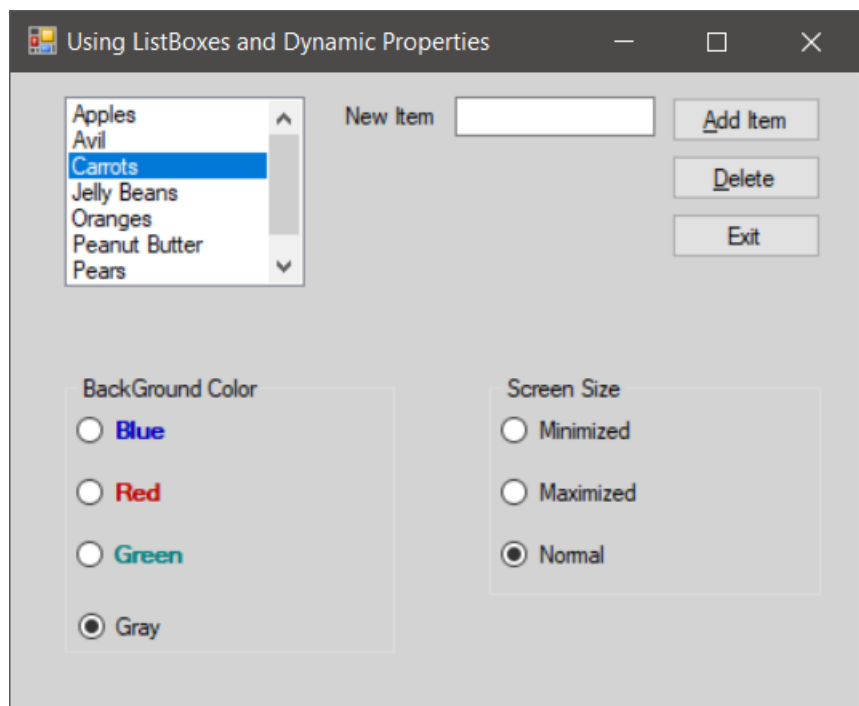 Using ListBoxes and Dynamic Properties
Apples
Avil
Carrots
Jelly Beans
Oranges
Peanut Butter
Pears
New Item
Add Item
Delete
Exit
BackGround Color
Blue
Red
Green
Gray
Screen Size
Minimized
Maximized
Normal